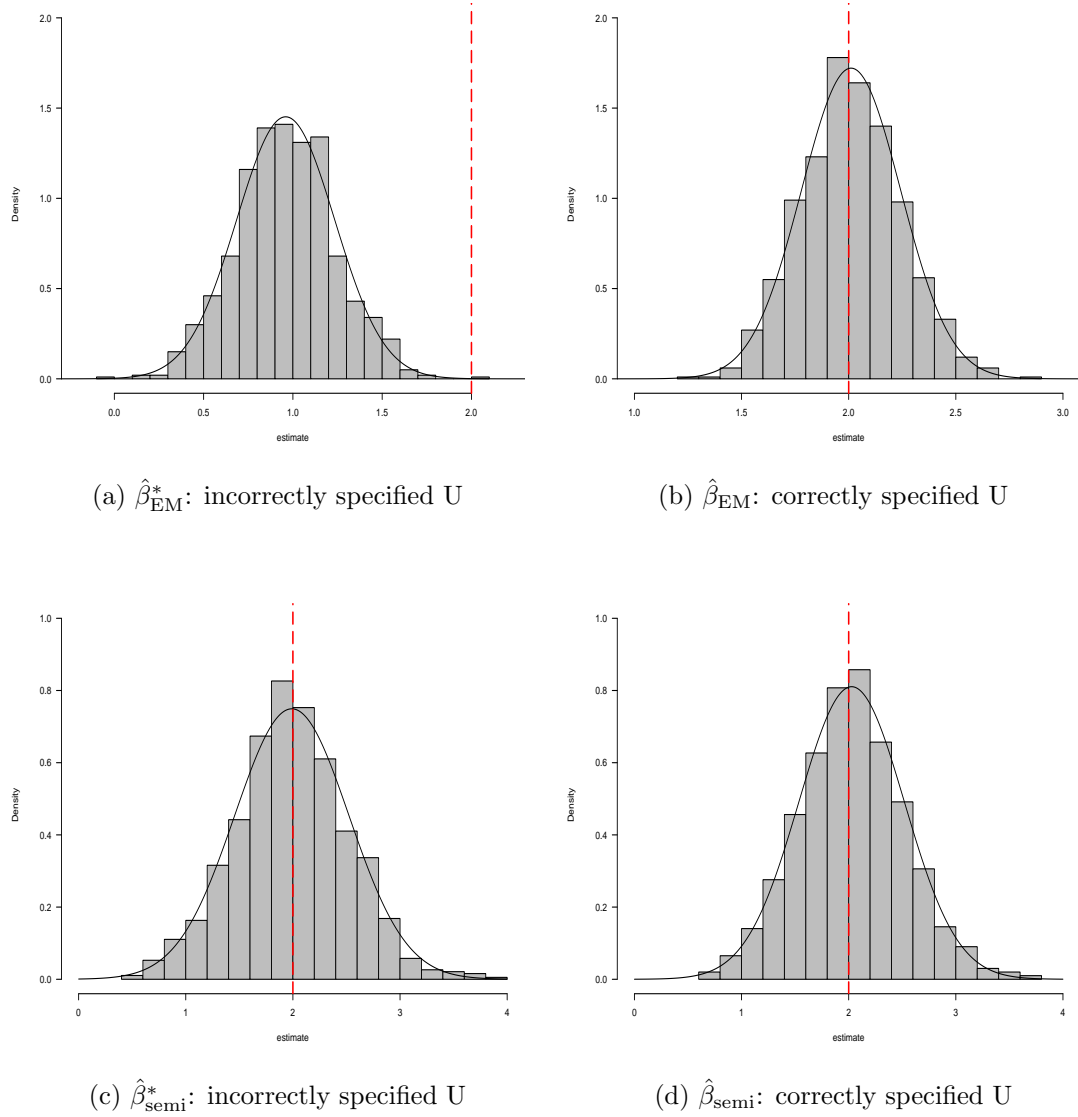 2.0
1.5
1.0
0.5
0.0
Density
0.0 0.5 1.0 1.5 2.0
estimate
(a) β̂*EM: incorrectly specified U
2.0
1.5
1.0
0.5
0.0
Density
1.0 1.5 2.0 2.5 3.0
estimate
(b) β̂EM: correctly specified U
1.0
0.8
0.6
0.4
0.2
0.0
Density
0 1 2 3 4
estimate
(c) β̂*semi: incorrectly specified U
1.0
0.8
0.6
0.4
0.2
0.0
Density
0 1 2 3 4
estimate
(d) β̂semi: correctly specified U